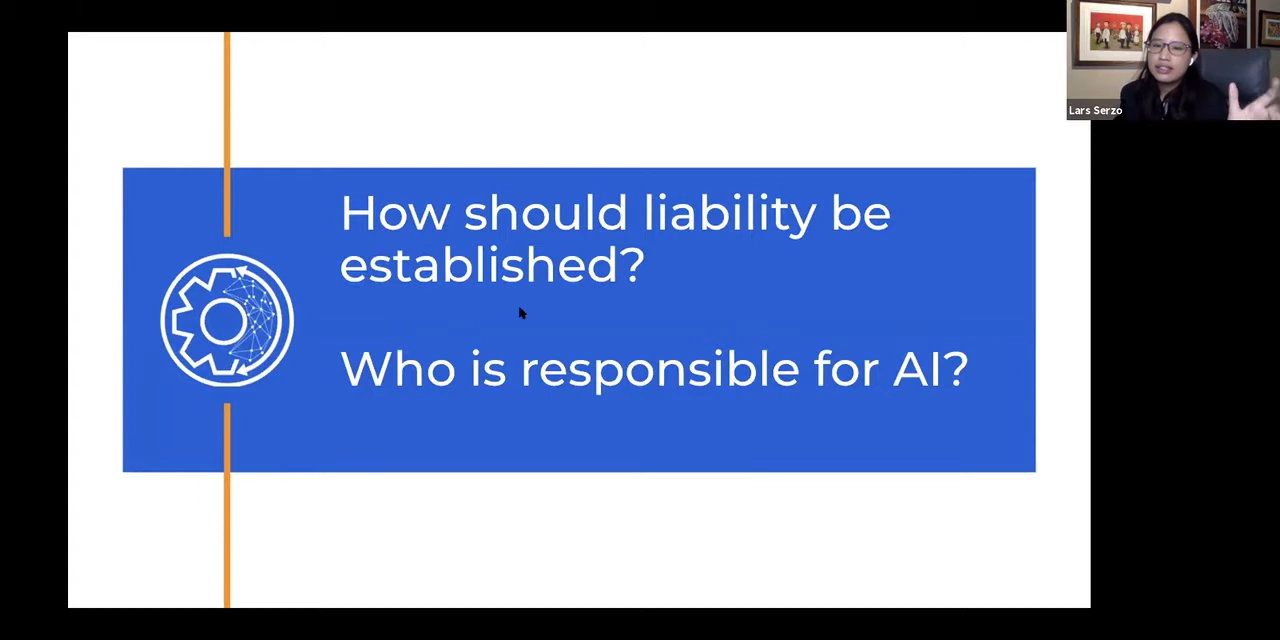 How should liability be
established?
Who is responsible for AI?
Lars Serzo